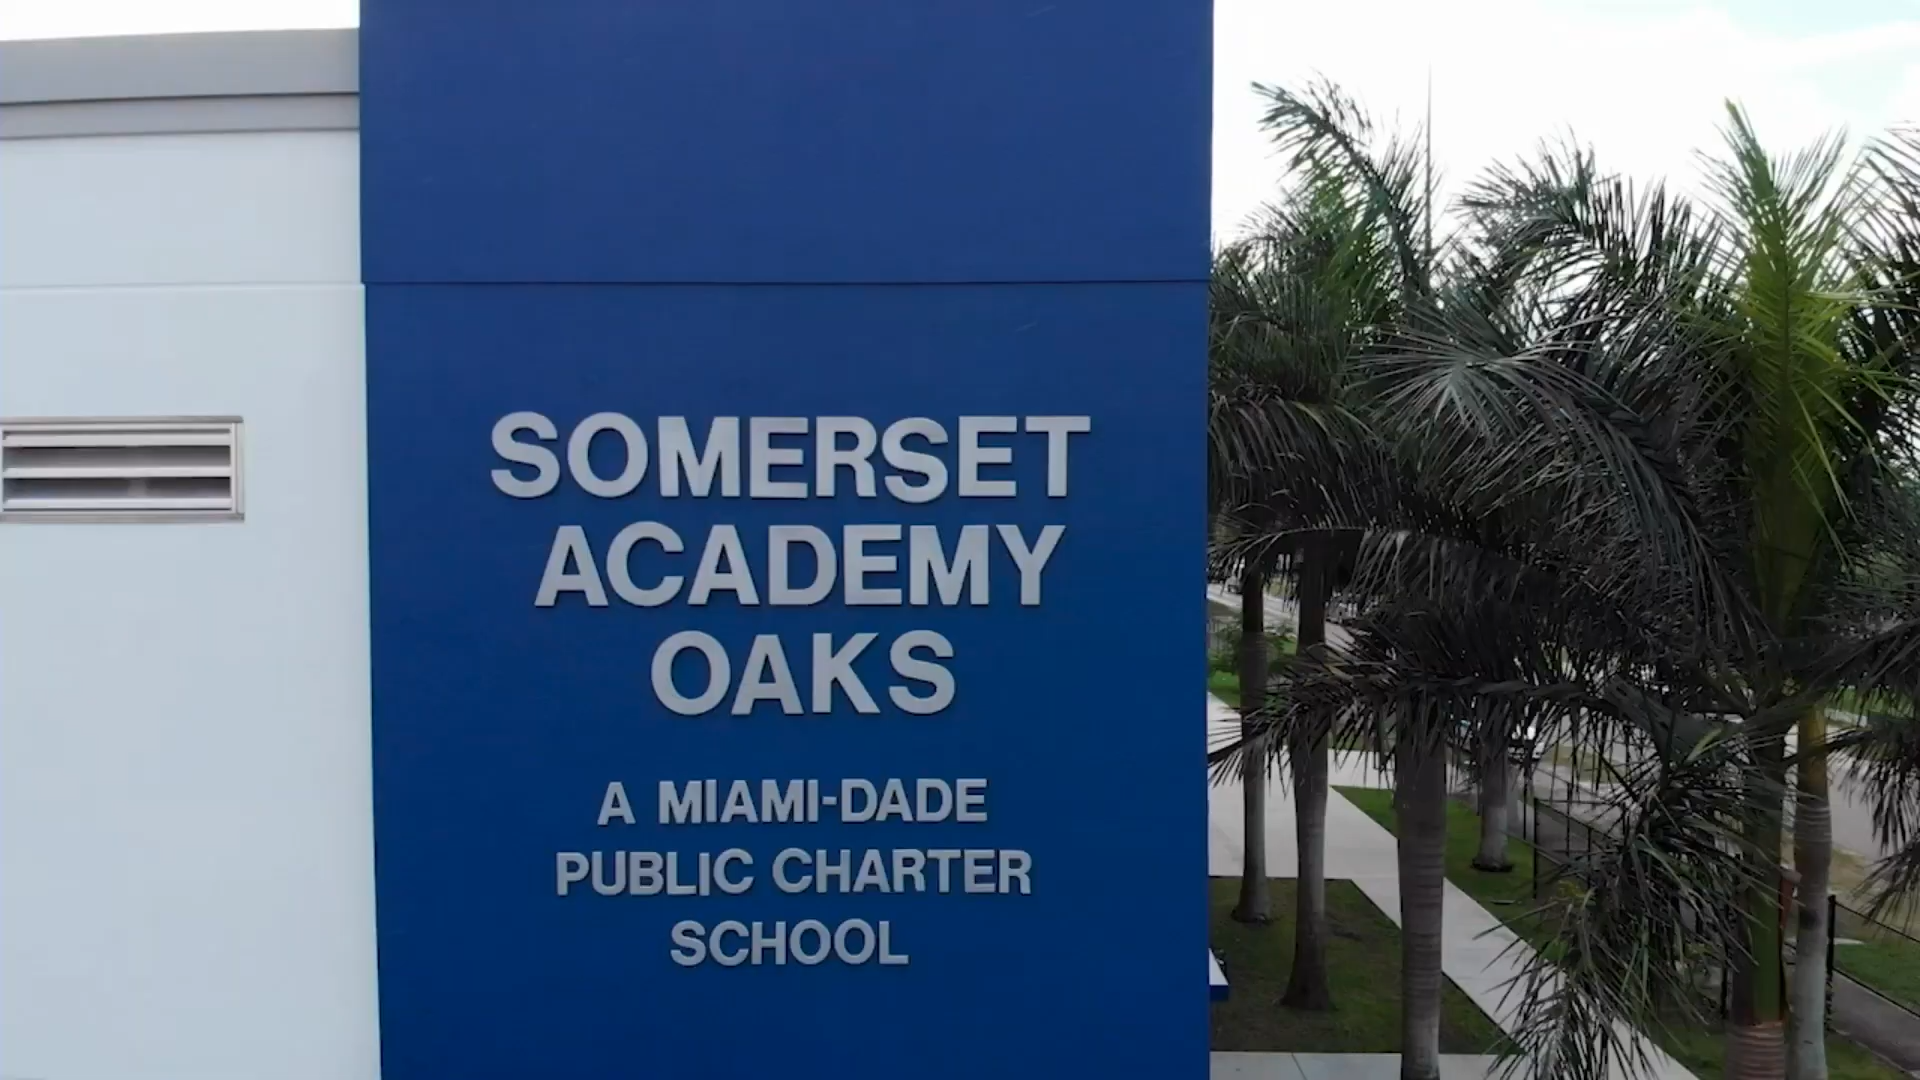 SOMERSET
ACADEMY
OAKS
A MIAMI-DADE
PUBLIC CHARTER
SCHOOL